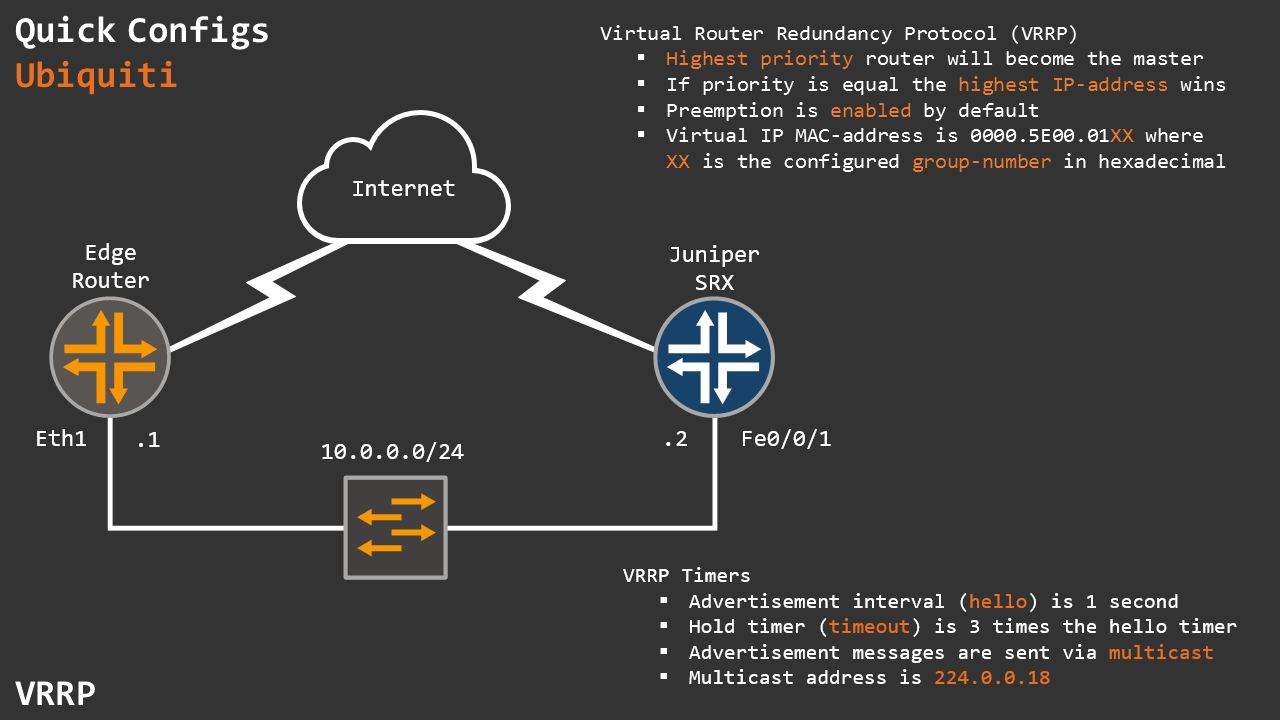 Quick Configs
Ubiquiti
Virtual Router Redundancy Protocol (VRRP)
▪ Highest priority router will become the master
▪ If priority is equal the highest IP-address wins
▪ Preemption is enabled by default
▪ Virtual IP MAC-address is 0000.5E00.01XX where
XX is the configured group-number in hexadecimal
Internet
Edge
Router
Juniper
SRX
Eth1
.1
.2
Fe0/0/1
10.0.0.0/24
VRRP Timers
▪ Advertisement interval (hello) is 1 second
▪ Hold timer (timeout) is 3 times the hello timer
▪ Advertisement messages are sent via multicast
▪ Multicast address is 224.0.0.18
VRRP